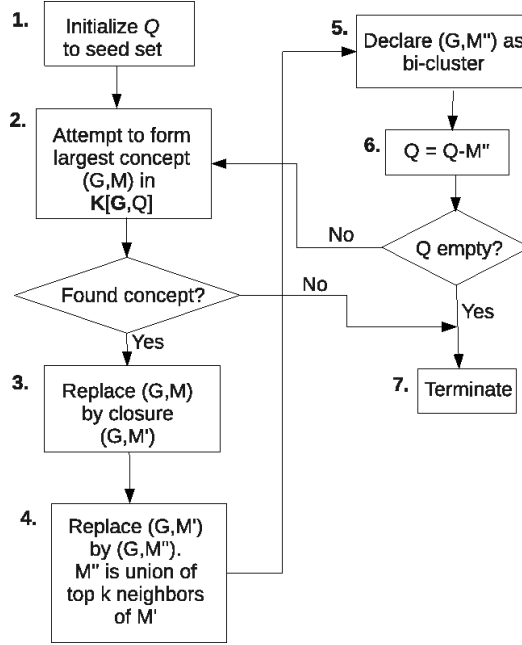 1.
Initialize Q
to seed set
2.
Attempt to form
largest concept
(G,M) in
K[G,Q]
Found concept?
No
Yes
3.
Replace (G,M)
by closure
(G,M')
4.
Replace (G,M')
by (G,M'').
M'' is union of
top k neighbors
of M'
5.
Declare (G,M'') as
bi-cluster
6.
Q = Q-M''
Q empty?
No
Yes
7.
Terminate